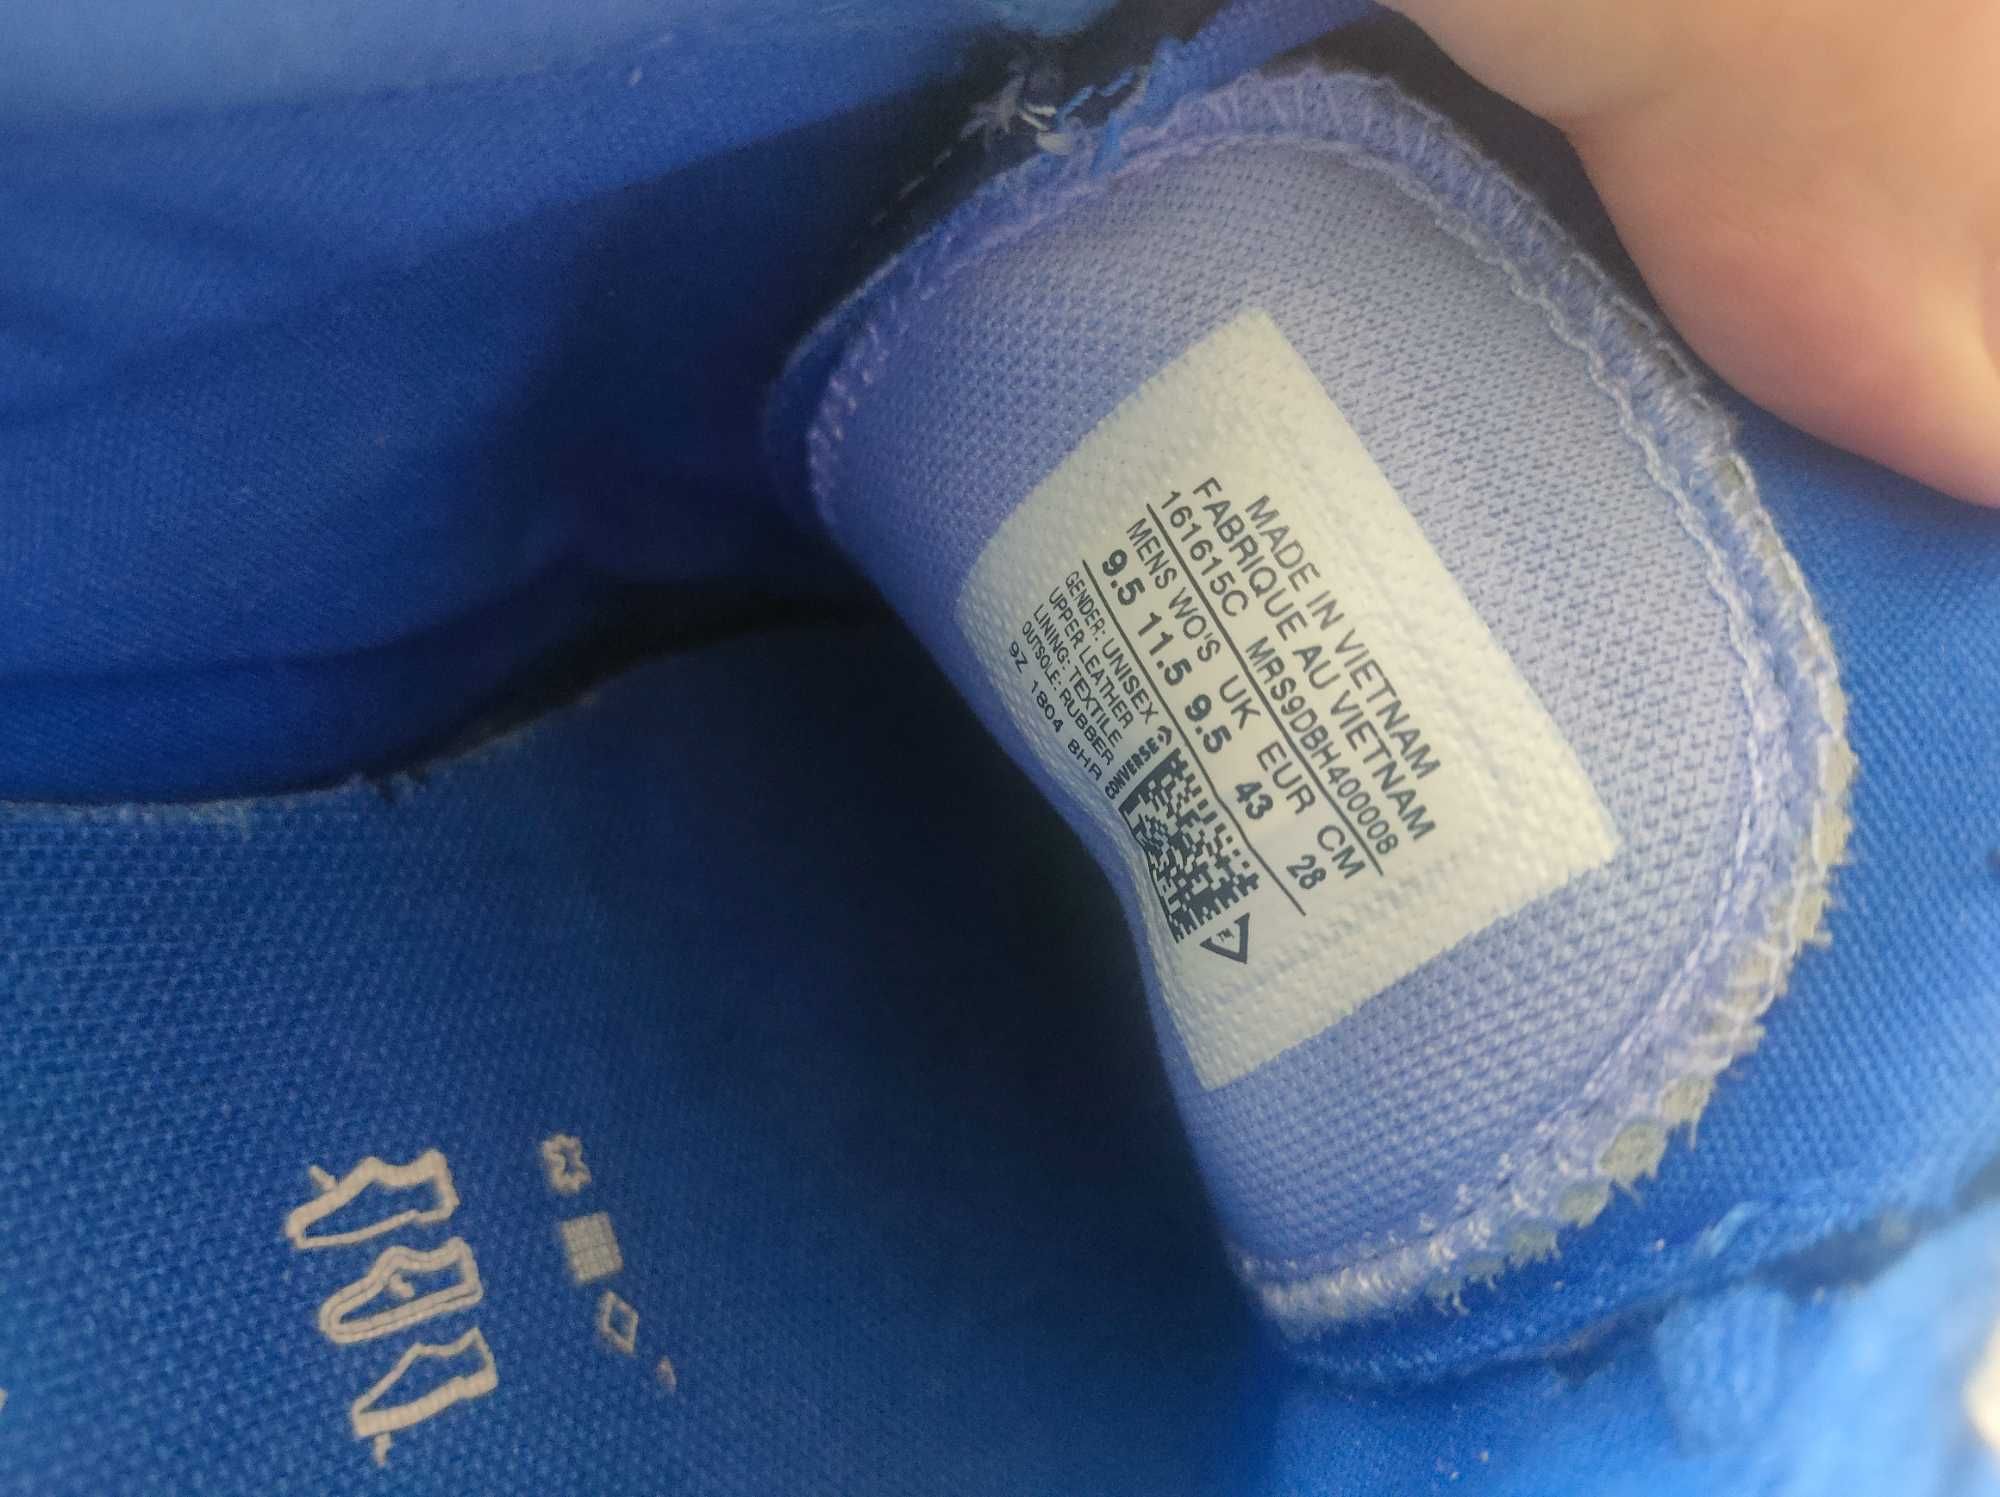 MADE IN VIETNAM
FABRIQUE AU VIETNAM
161615C MRS9DBH400008
MENS WO'S UK EUR CM
9.5 11.5 9.5 43 28
GENDER: UNISEX
UPPER: LEATHER
LINING: TEXTILE
OUTSOLE: RUBBER
9Z 1804 BHR
CONVERSE